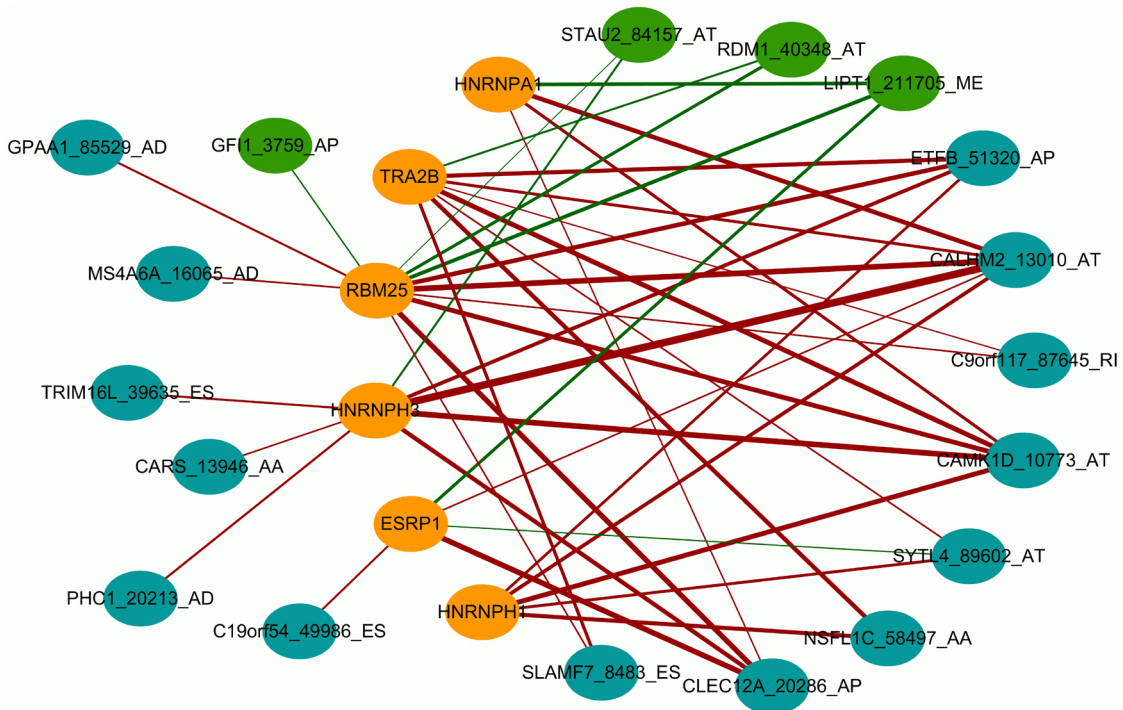 STAU2_84157_AT
RDM1_40348_AT
HNRNPA1
LIPT1_211705_ME
GPAA1_85529_AD
GFI1_3759_AP
ETFB_51320_AP
TRA2B
CALHM2_13010_AT
MS4A6A_16065_AD
RBM25
C9orf117_87645_RI
TRIM16L_39635_ES
HNRNPH3
CARS_13946_AA
CAMK1D_10773_AT
ESRP1
SYTL4_89602_AT
PHC1_20213_AD
HNRNPH1
C19orf54_49986_ES
NSFL1C_58497_AA
SLAMF7_8483_ES
CLEC12A_20286_AP